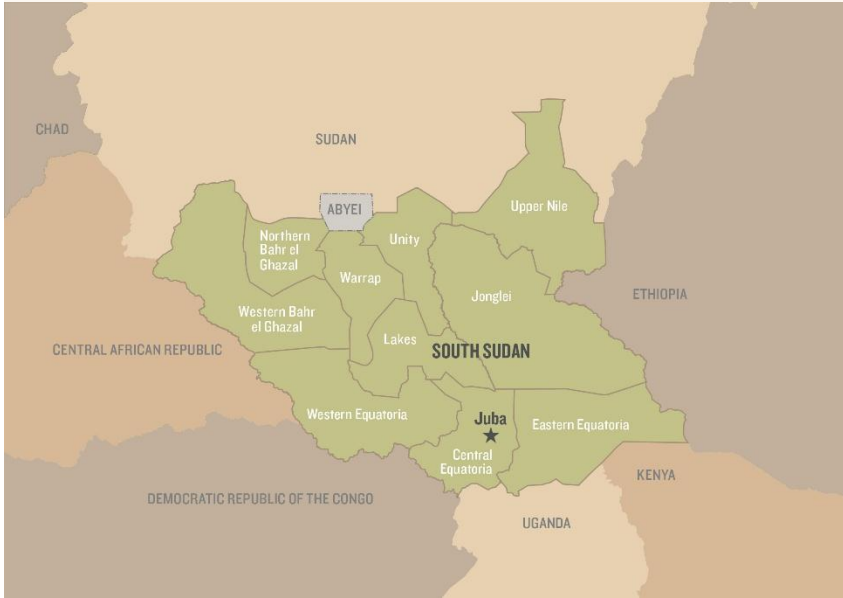 CHAD
SUDAN
ABYEI
Upper Nile
Northern
Bahr el
Ghazal
Unity
Warrap
Jonglei
ETHIOPIA
Western Bahr
el Ghazal
Lakes
SOUTH SUDAN
CENTRAL AFRICAN REPUBLIC
Western Equatoria
Juba
Eastern Equatoria
Central
Equatoria
KENYA
DEMOCRATIC REPUBLIC OF THE CONGO
UGANDA